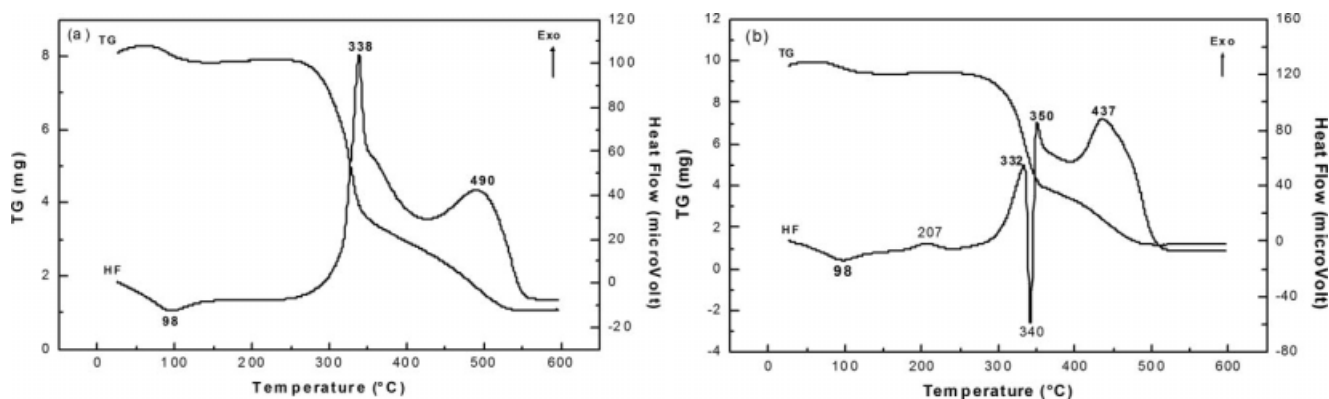 (a)
TG
338
Exo
490
HF
98
8
6
4
2
0
TG (mg)
120
100
80
60
40
20
0
-20
Heat Flow (microVolt)
0 100 200 300 400 500 600
Temperature (°C)
(b)
TG
Exo
350
437
332
207
HF
98
340
12
10
8
6
4
2
0
-2
-4
TG (mg)
160
120
80
40
0
-40
-80
Heat Flow (microVolt)
0 100 200 300 400 500 600
Temperature (°C)